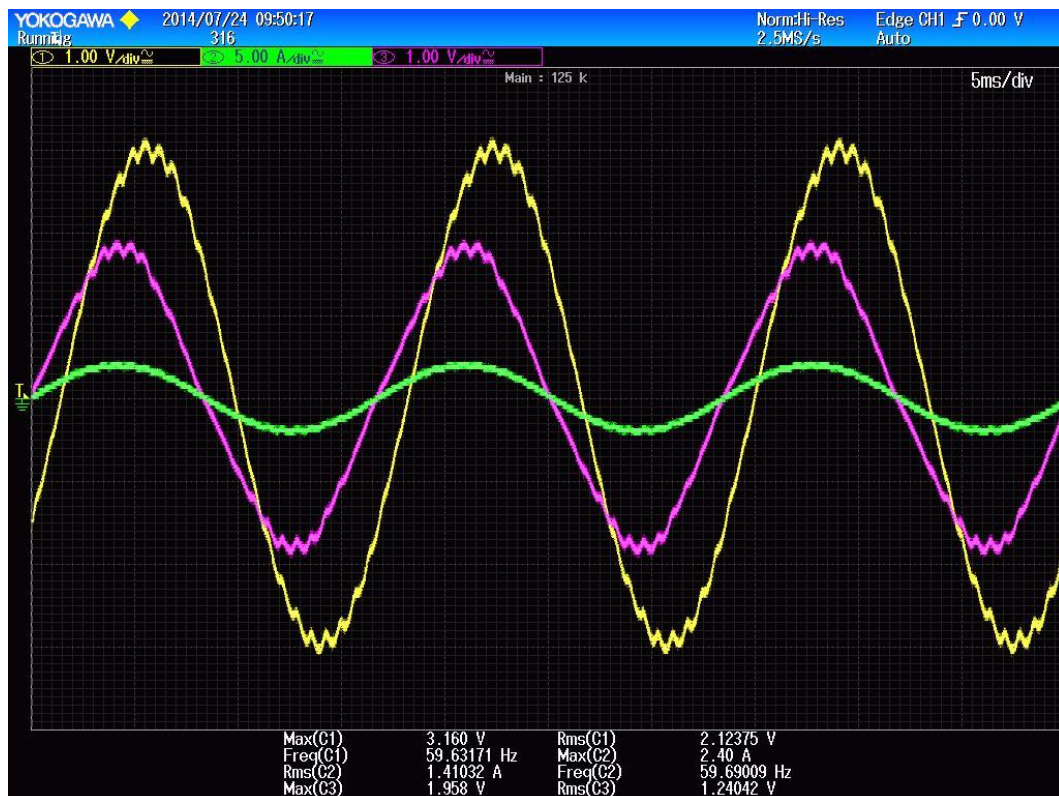 YOKOGAWA 2014/07/24 09:50:17 Norm:Hi-Res Edge CH1 0.00 V
Running 316 2.5MS/s Auto
1 1.00 V/div 2 5.00 A/div 3 1.00 V/div
Main : 125 k
5ms/div
T
Max(C1) 3.160 V Rms(C1) 2.12375 V
Freq(C1) 59.63171 Hz Max(C2) 2.40 A
Rms(C2) 1.41032 A Freq(C2) 59.69009 Hz
Max(C3) 1.958 V Rms(C3) 1.24042 V